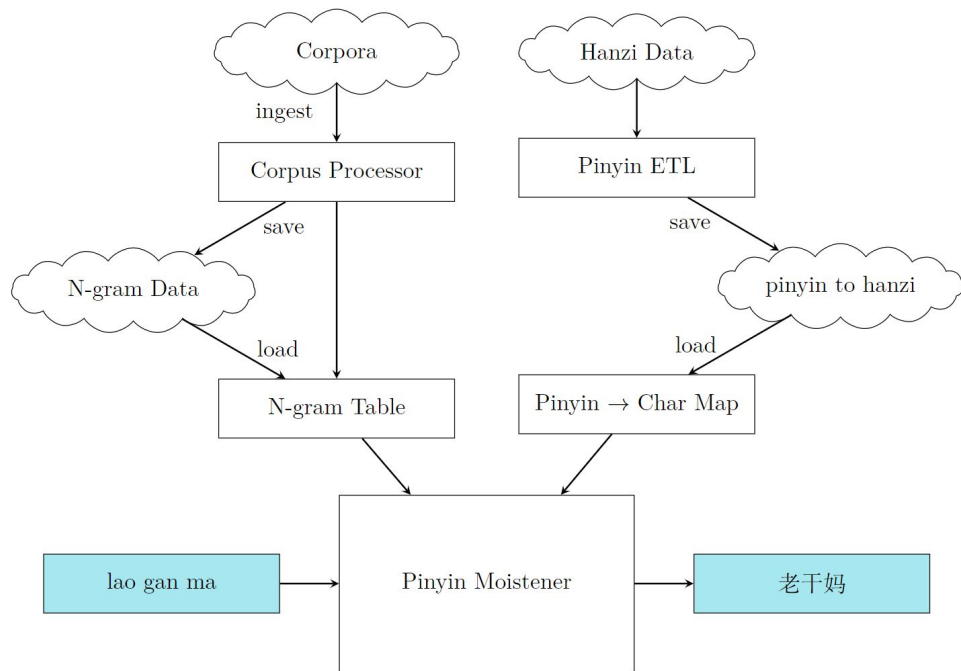 Corpora
Hanzi Data
ingest
Corpus Processor
Pinyin ETL
save
save
N-gram Data
pinyin to hanzi
load
load
N-gram Table
Pinyin → Char Map
lao gan ma
Pinyin Moistener
老干妈